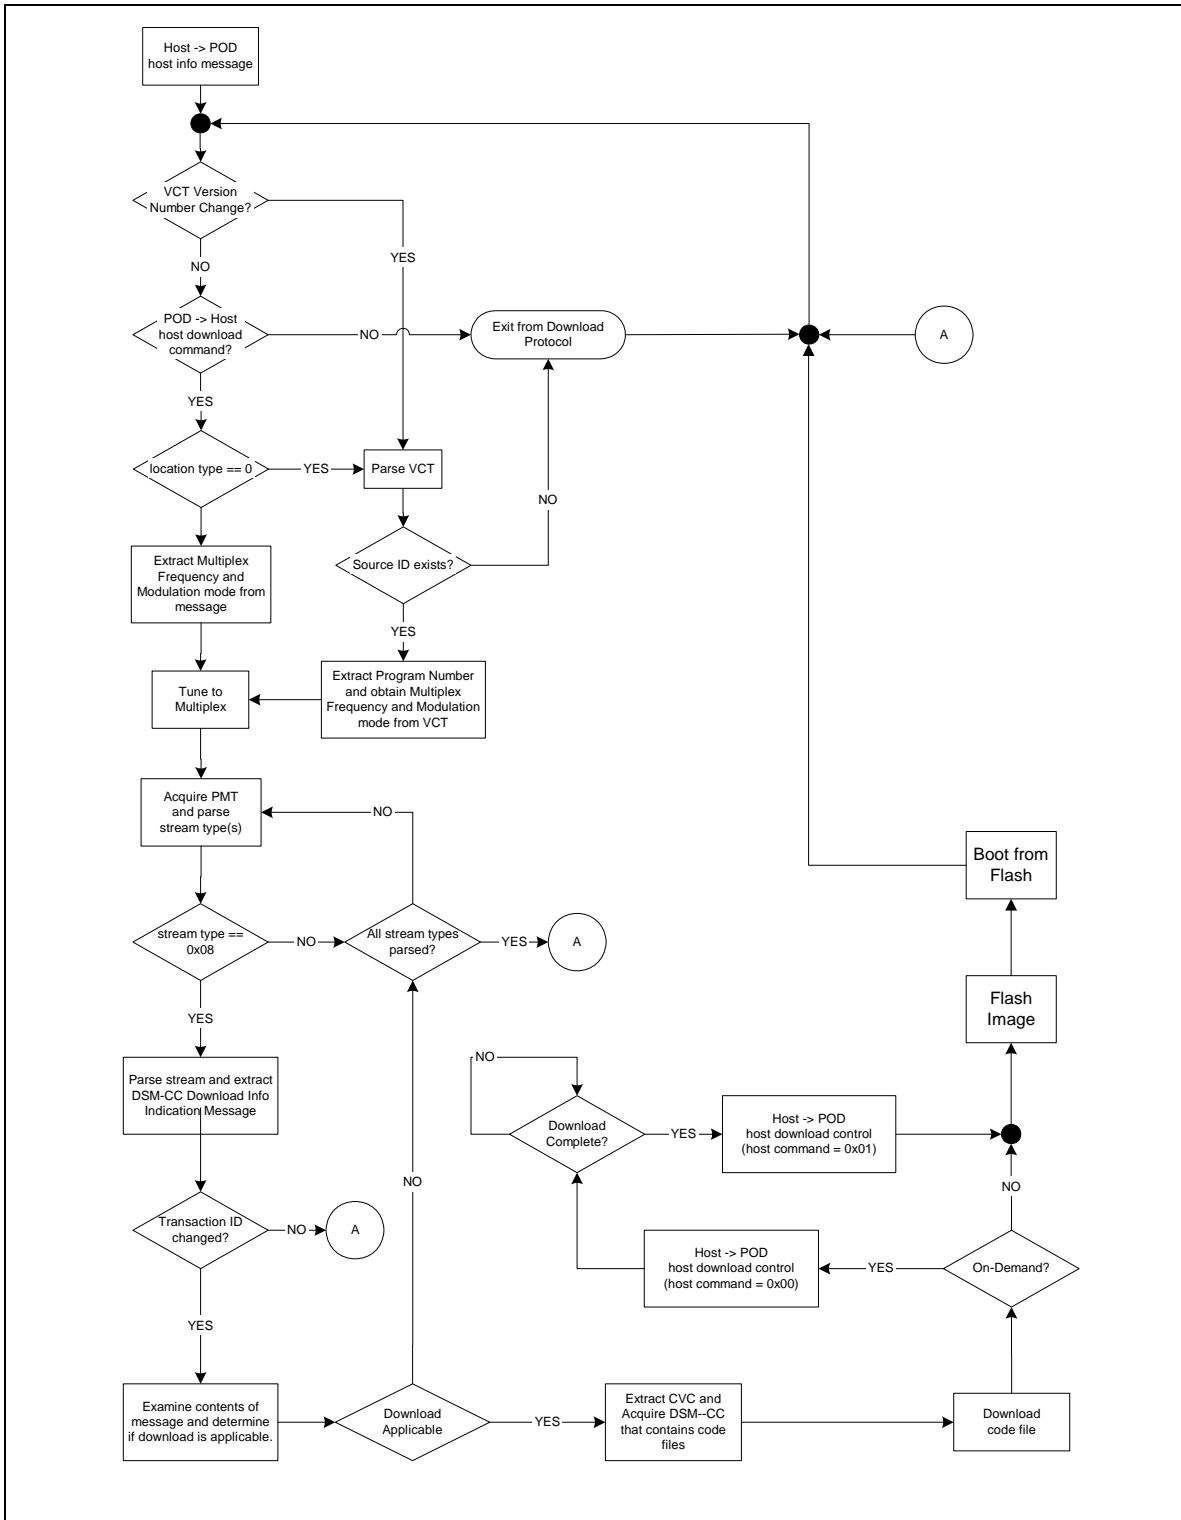 Host -> POD
host info message
VCT Version
Number Change?
YES
NO
POD -> Host
host download
command?
NO
Exit from Download
Protocol
A
YES
location type == 0
YES
Parse VCT
NO
Extract Multiplex
Frequency and
Modulation mode from
message
Source ID exists?
YES
Tune to
Multiplex
Extract Program Number
and obtain Multiplex
Frequency and Modulation
mode from VCT
Acquire PMT
and parse
stream type(s)
NO
Boot from
Flash
stream type ==
0x08
NO
All stream types
parsed?
YES
A
YES
Flash
Image
Parse stream and extract
DSM-CC Download Info
Indication Message
NO
Download
Complete?
YES
Host -> POD
host download control
(host command = 0x01)
NO
NO
Transaction ID
changed?
NO
A
Host -> POD
host download control
(host command = 0x00)
YES
On-Demand?
YES
Examine contents of
message and determine
if download is applicable.
Download
Applicable
YES
Extract CVC and
Acquire DSM--CC
that contains code
files
Download
code file